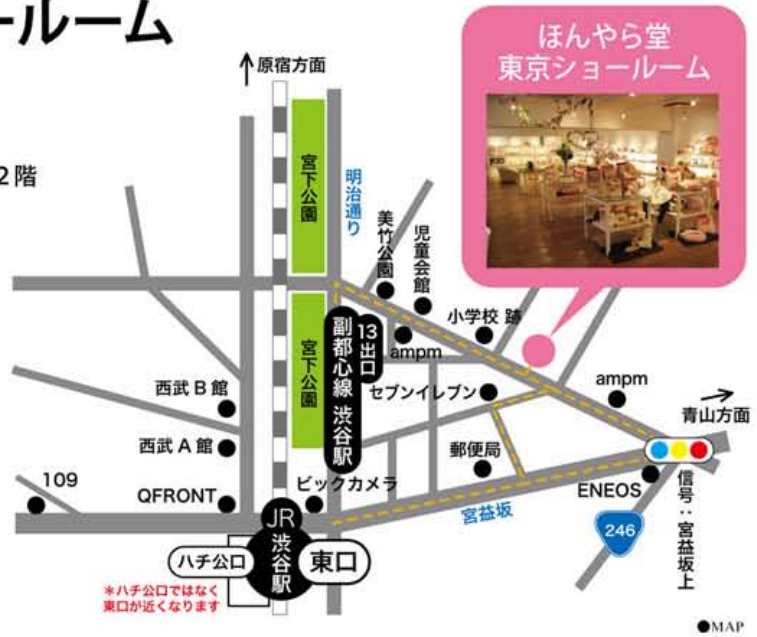 ールーム
2階
↑原宿方面
ほんやら堂
東京ショールーム
宮下公園
明治通り
美竹公園
児童会館
小学校 跡
宮下公園
副都心線 渋谷駅
13出口
ampm
セブンイレブン
ampm
→
青山方面
西武B館
西武A館
郵便局
109
QFRONT
ビックカメラ
ENEOS
信号：宮益坂上
宮益坂
246
JR
渋谷駅
ハチ公口
東口
＊ハチ公口ではなく
東口が近くなります
●MAP